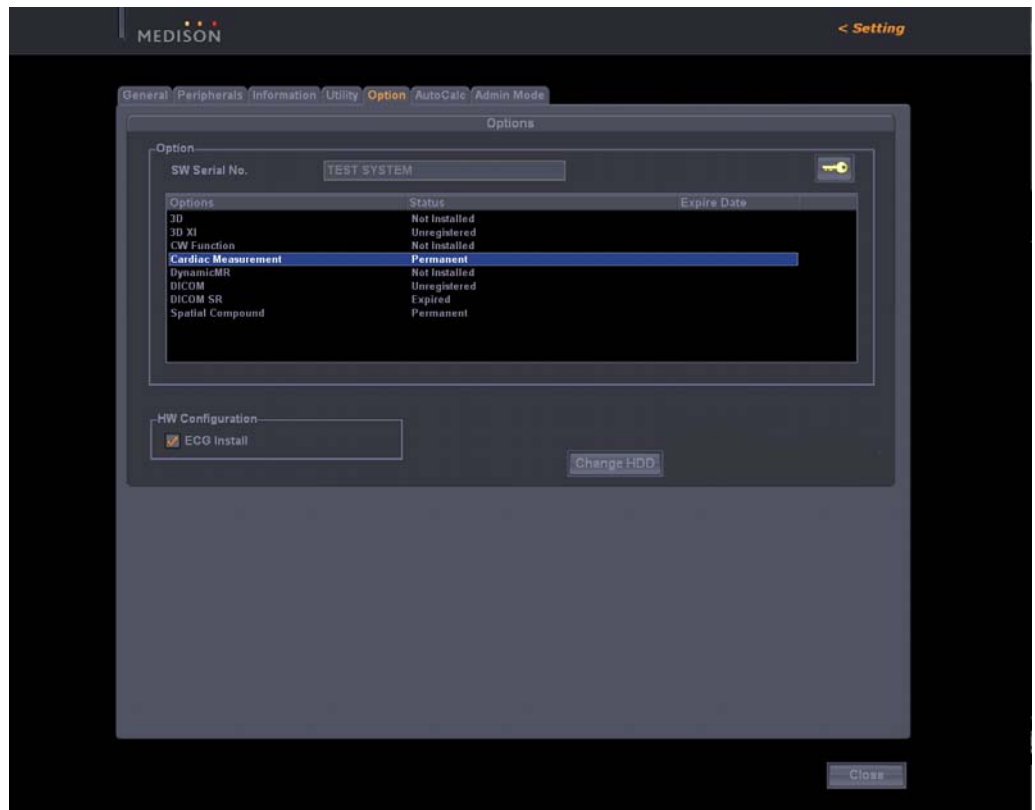 MEDISON
< Setting
General Peripherals Information Utility Option AutoCalc Admin Mode
Options
Option
SW Serial No. TEST SYSTEM
Options Status Expire Date
3D Not Installed
3D XI Unregistered
CW Function Not Installed
Cardiac Measurement Permanent
DynamicMR Not Installed
DICOM Unregistered
DICOM SR Expired
Spatial Compound Permanent
HW Configuration
ECG Install
Change HDD
Close